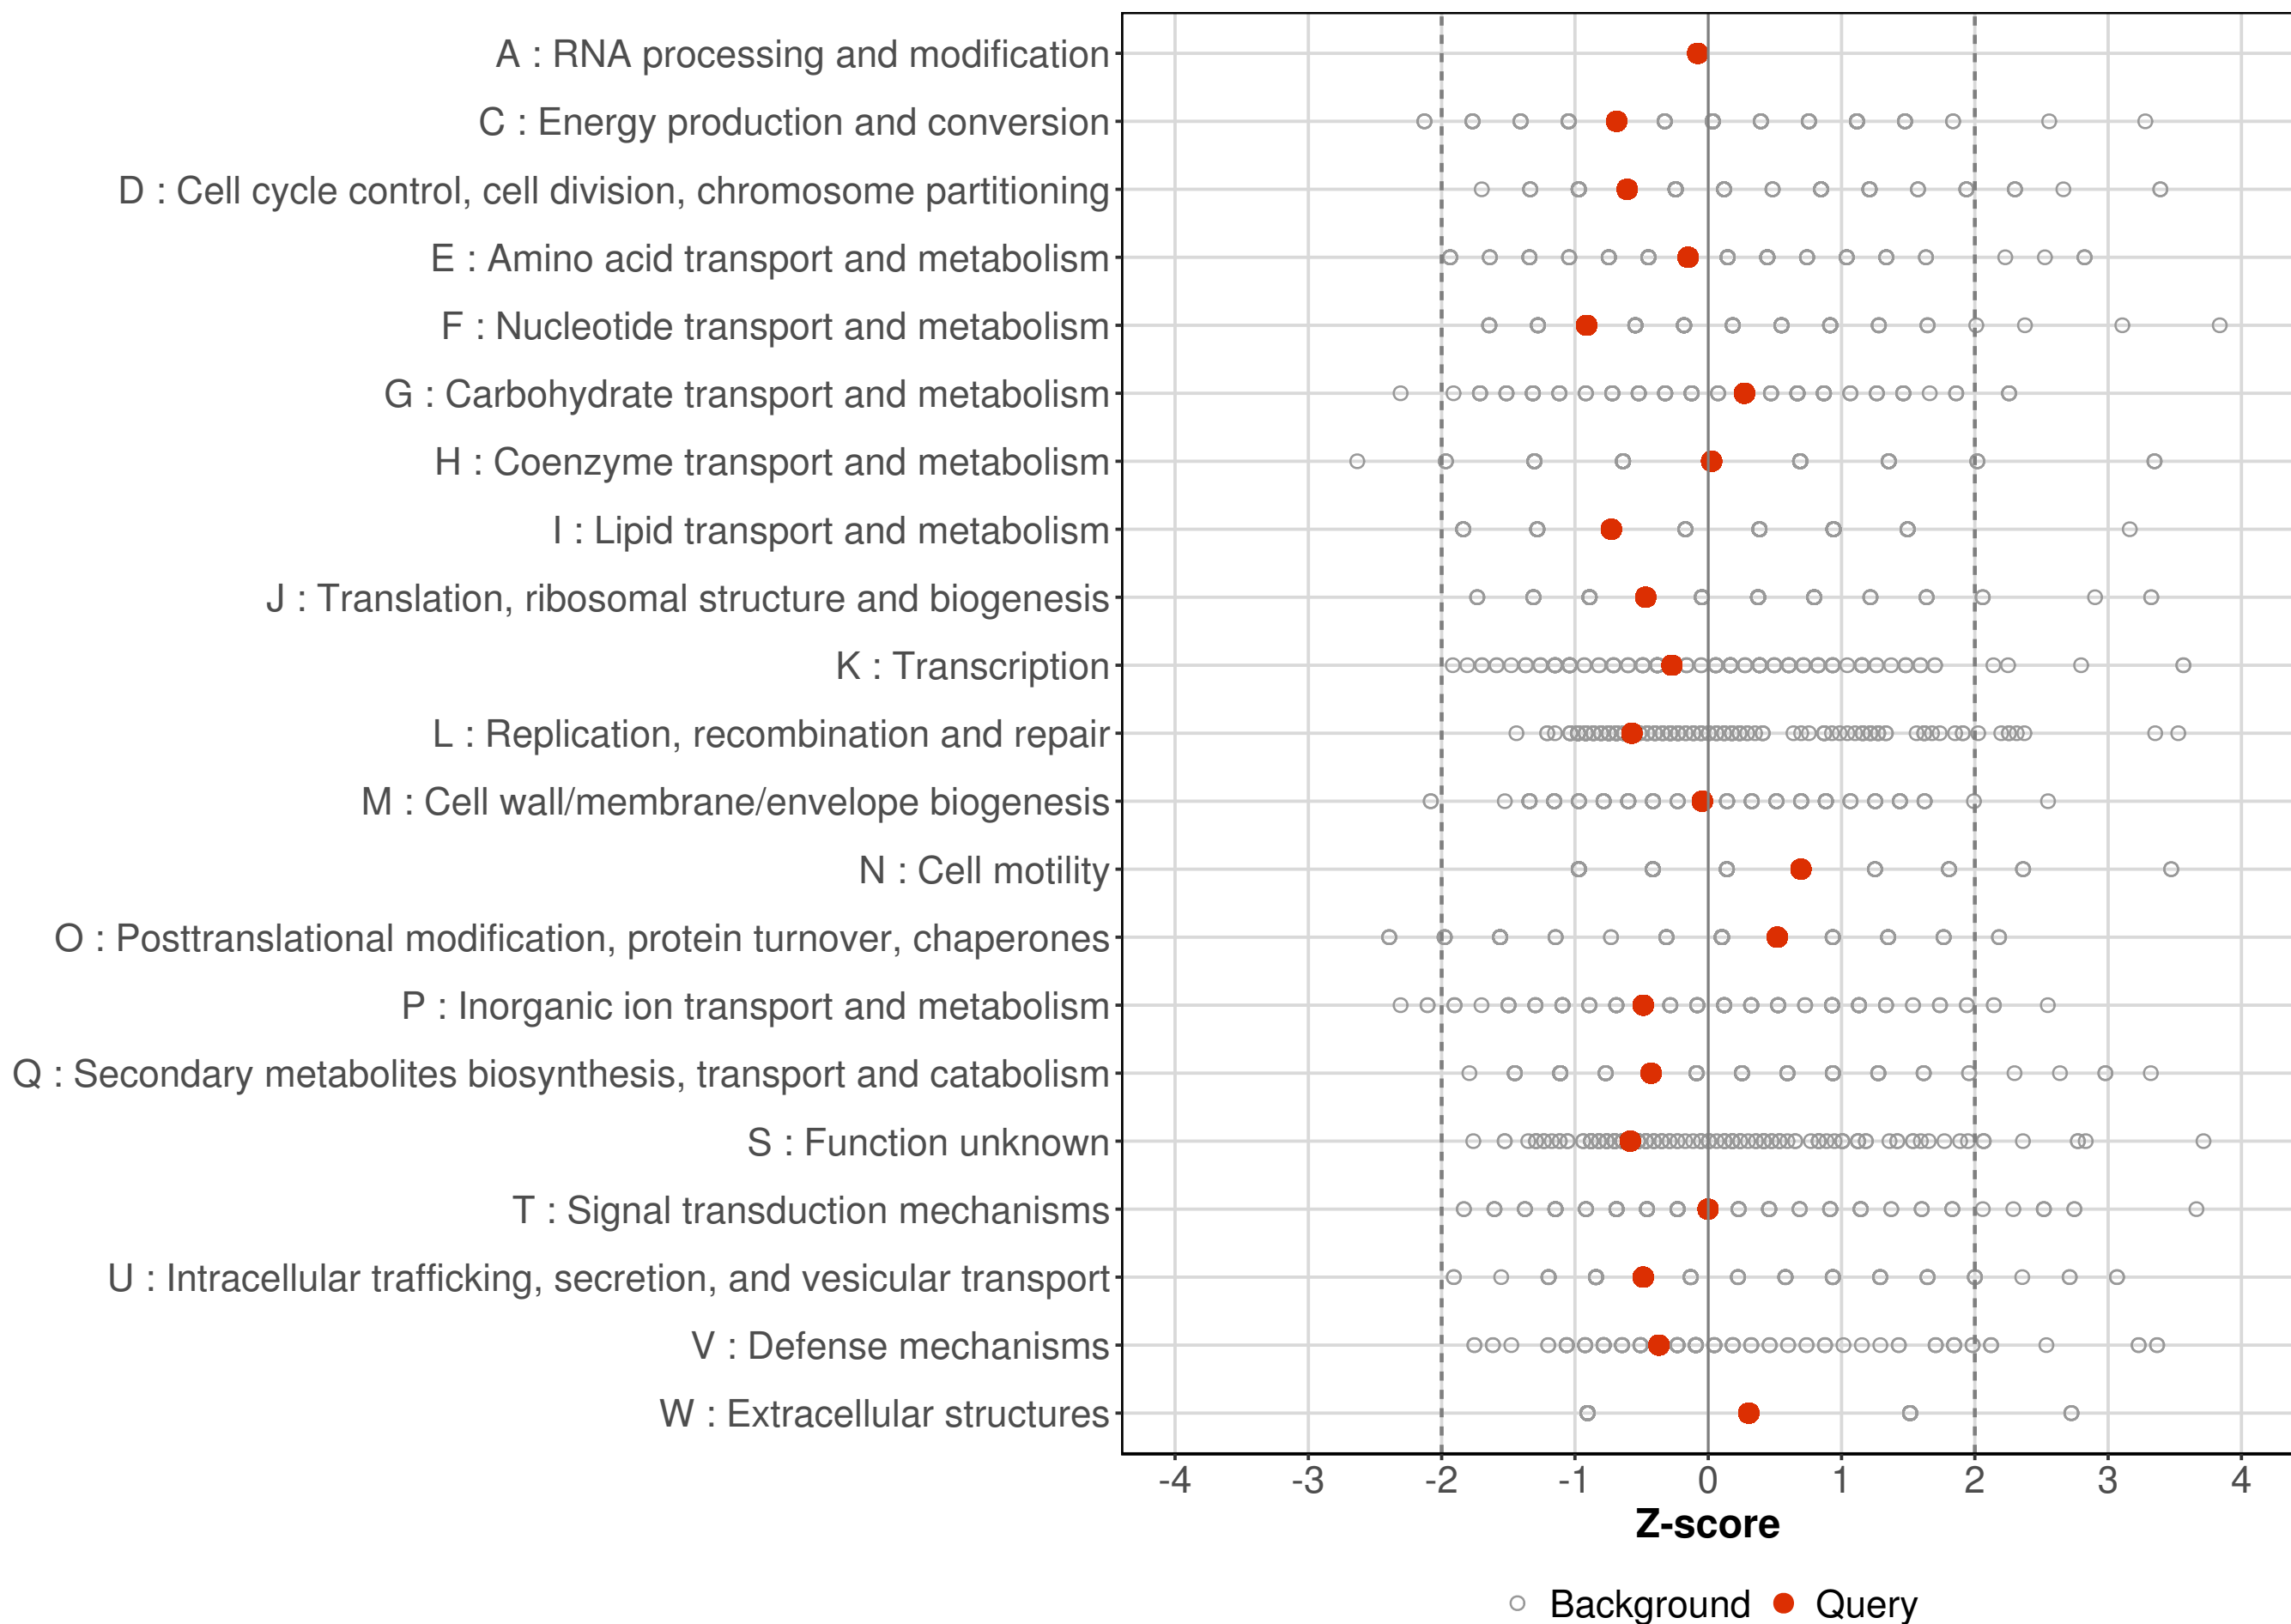 A : RNA processing and modification
C : Energy production and conversion
D : Cell cycle control, cell division, chromosome partitioning
E : Amino acid transport and metabolism
F : Nucleotide transport and metabolism
G : Carbohydrate transport and metabolism
H : Coenzyme transport and metabolism
I : Lipid transport and metabolism
J : Translation, ribosomal structure and biogenesis
K : Transcription
L : Replication, recombination and repair
M : Cell wall/membrane/envelope biogenesis
N : Cell motility
O : Posttranslational modification, protein turnover, chaperones
P : Inorganic ion transport and metabolism
Q : Secondary metabolites biosynthesis, transport and catabolism
S : Function unknown
T : Signal transduction mechanisms
U : Intracellular trafficking, secretion, and vesicular transport
V : Defense mechanisms
W : Extracellular structures
-4 -3 -2 -1 0 1 2 3 4
Z-score
Background Query